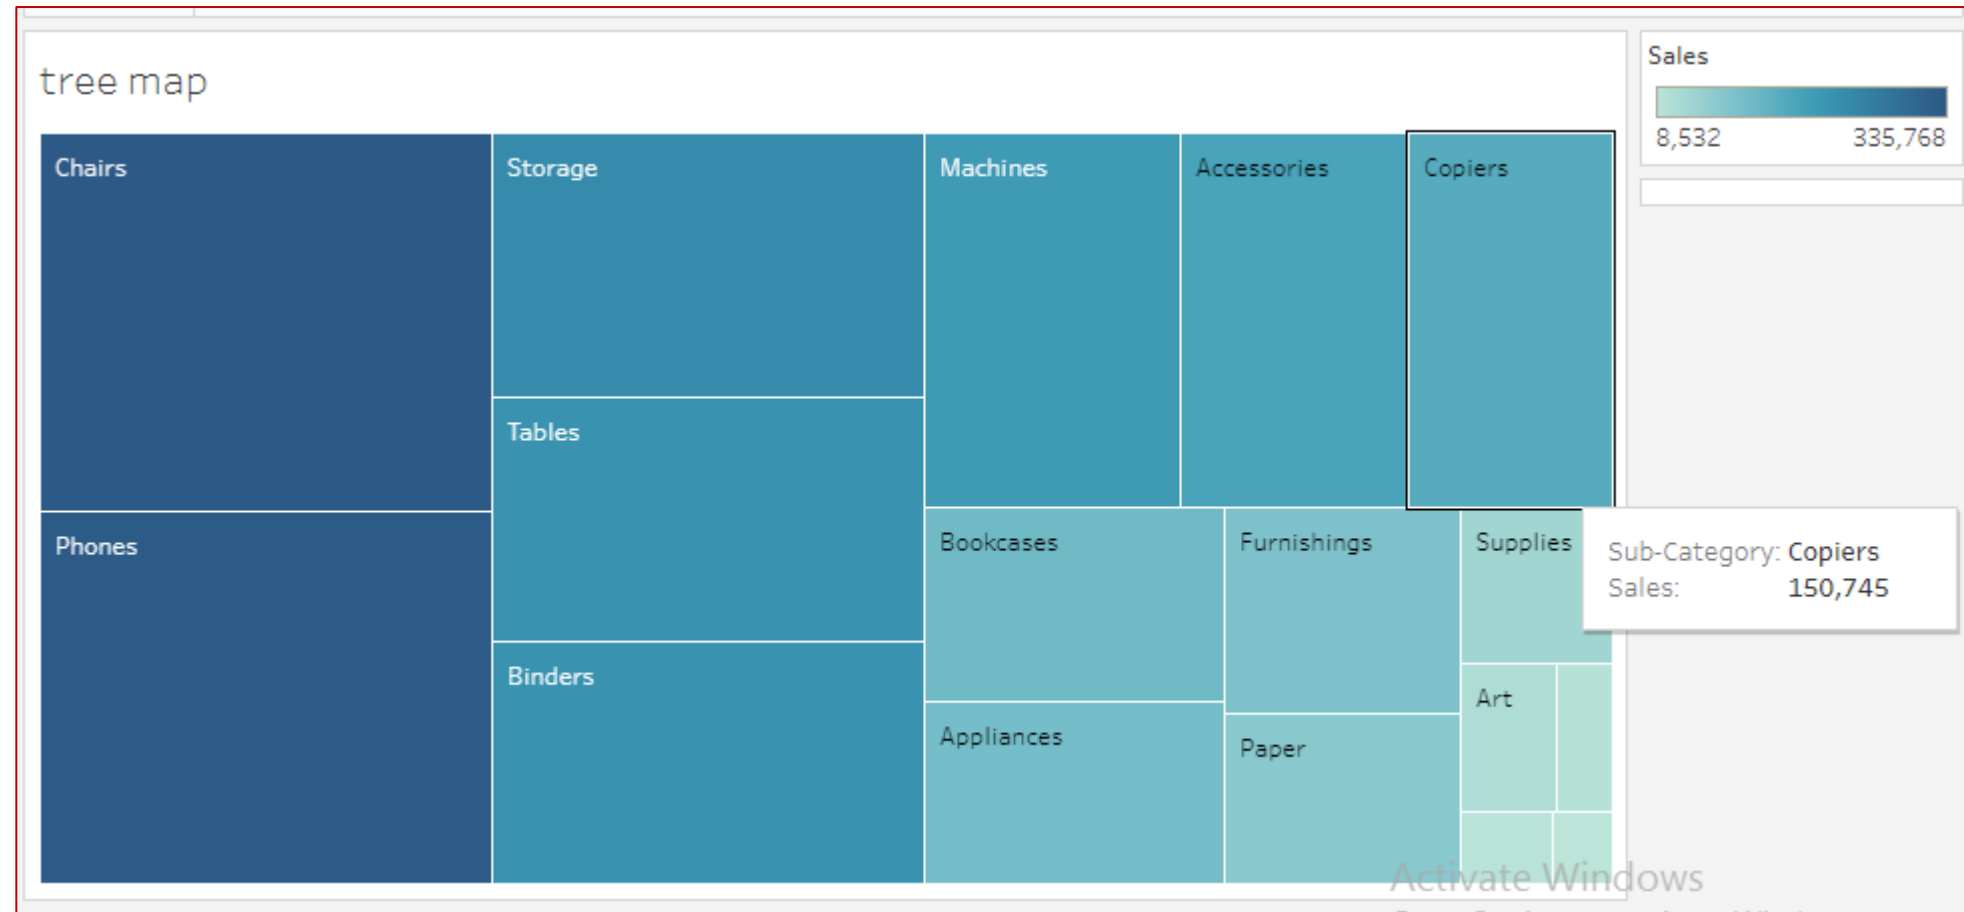 tree map
Sales
8,532 335,768
Chairs
Storage
Machines
Accessories
Copiers
Tables
Phones
Bookcases
Furnishings
Supplies
Sub-Category: Copiers
Sales: 150,745
Binders
Art
Appliances
Paper
Activate Windows